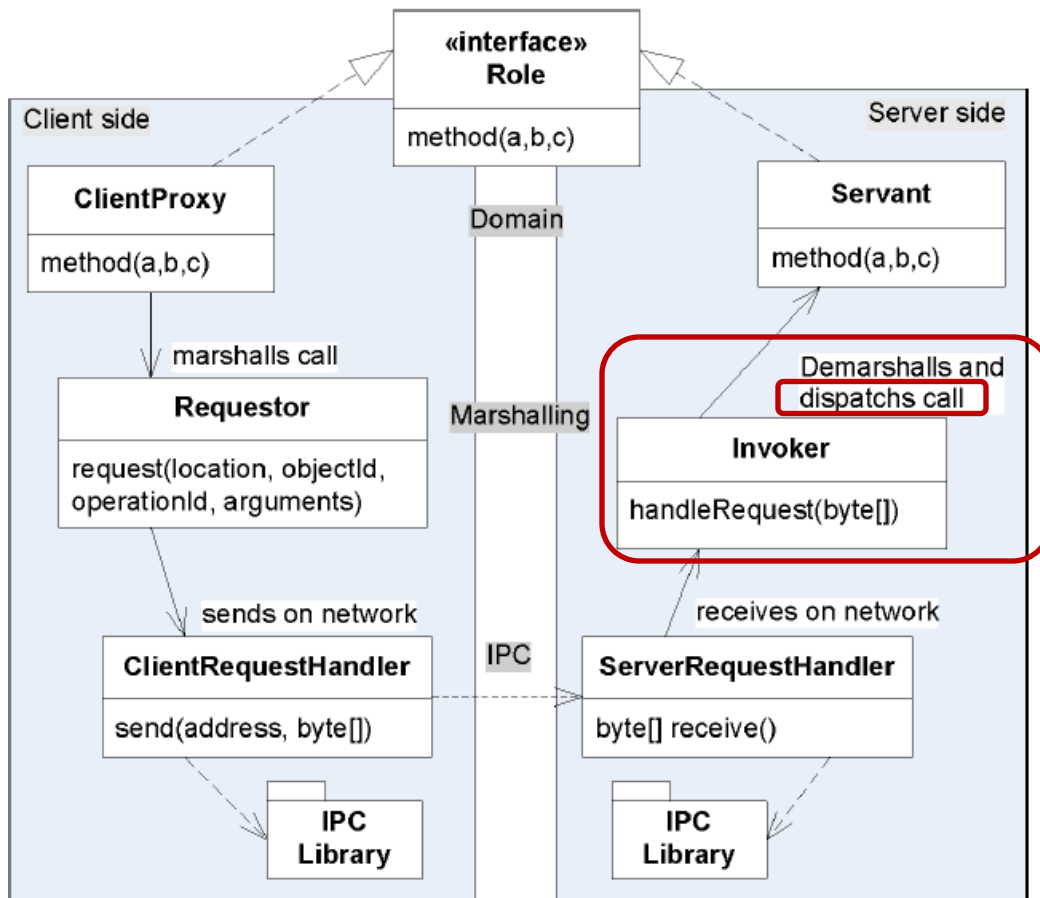 «interface»
Role
method(a,b,c)
Client side
Server side
ClientProxy
method(a,b,c)
Domain
Servant
method(a,b,c)
marshalls call
Requestor
request(location, objectId,
operationId, arguments)
Marshalling
Demarshalls and
dispatchs call
Invoker
handleRequest(byte[])
sends on network
receives on network
IPC
ClientRequestHandler
send(address, byte[])
ServerRequestHandler
byte[] receive()
IPC
Library
IPC
Library